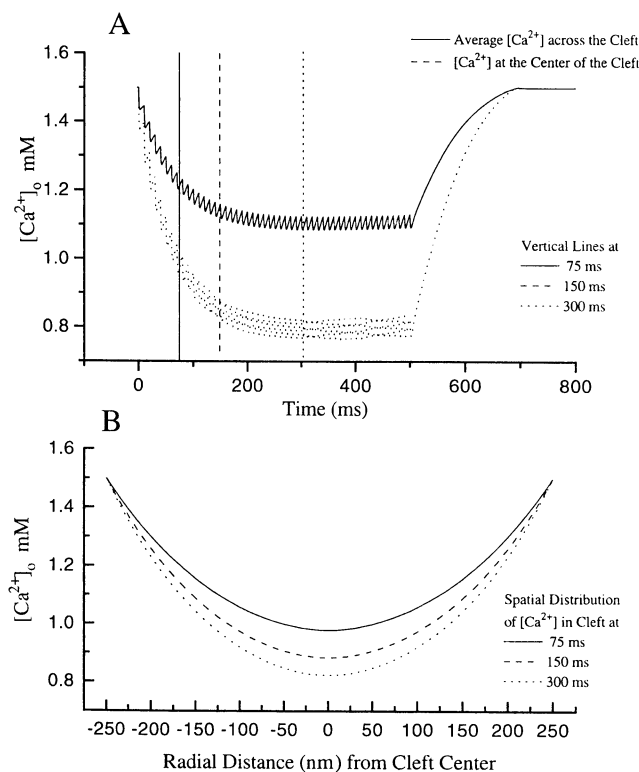 A
Average [Ca²⁺] across the Cleft
[Ca²⁺] at the Center of the Cleft
[Ca²⁺]ₒ mM
1.6
1.4
1.2
1.0
0.8
Vertical Lines at
75 ms
150 ms
300 ms
0 200 400 600 800
Time (ms)
B
[Ca²⁺]ₒ mM
1.6
1.4
1.2
1.0
0.8
Spatial Distribution
of [Ca²⁺] in Cleft at
75 ms
150 ms
300 ms
-250 -200 -150 -100 -50 0 50 100 150 200 250
Radial Distance (nm) from Cleft Center